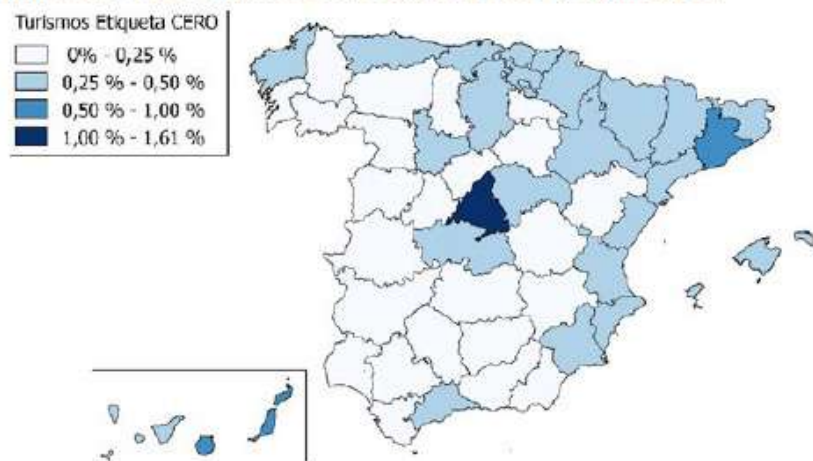 Turismos Etiqueta CERO
0% - 0,25 %
0,25 % - 0,50 %
0,50 % - 1,00 %
1,00 % - 1,61 %